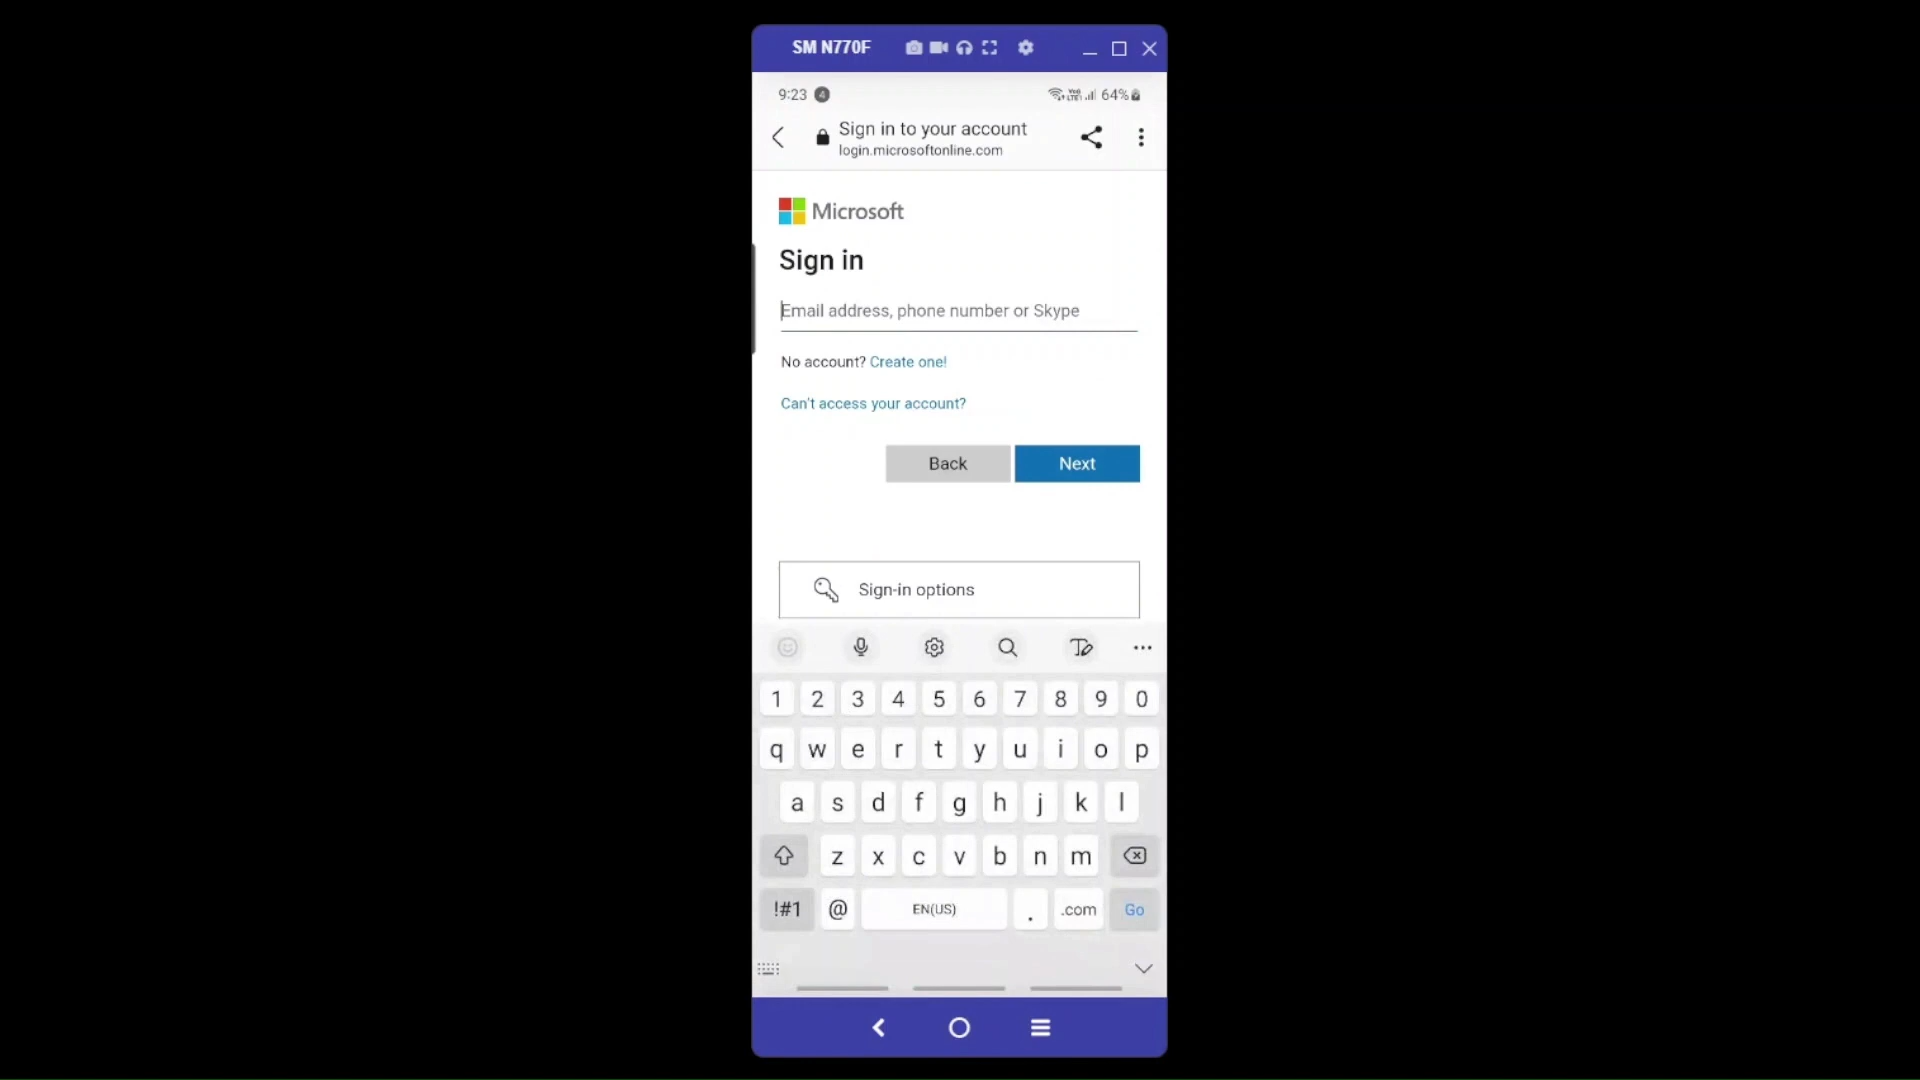 SM N770F
9:23 4
64%
Sign in to your account
login.microsoftonline.com
Microsoft
Sign in
Email address, phone number or Skype
No account? Create one!
Can't access your account?
Back Next
Sign-in options
1 2 3 4 5 6 7 8 9 0
q w e r t y u i o p
a s d f g h j k l
z x c v b n m
!#1 @ EN(US) . .com Go